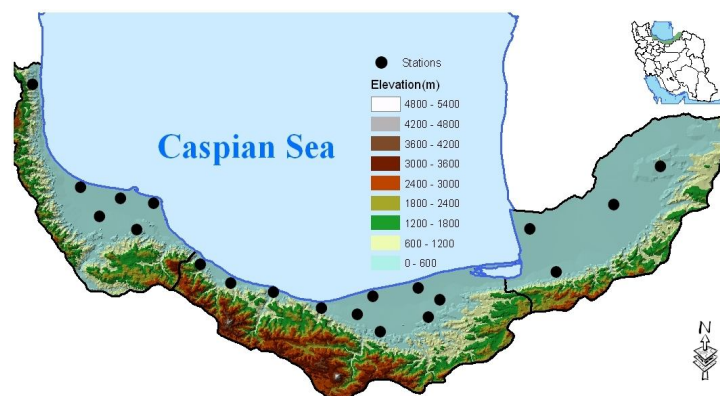 Stations
Elevation(m)
4800 - 5400
4200 - 4800
3600 - 4200
3000 - 3600
2400 - 3000
1800 - 2400
1200 - 1800
600 - 1200
0 - 600
Caspian Sea
N